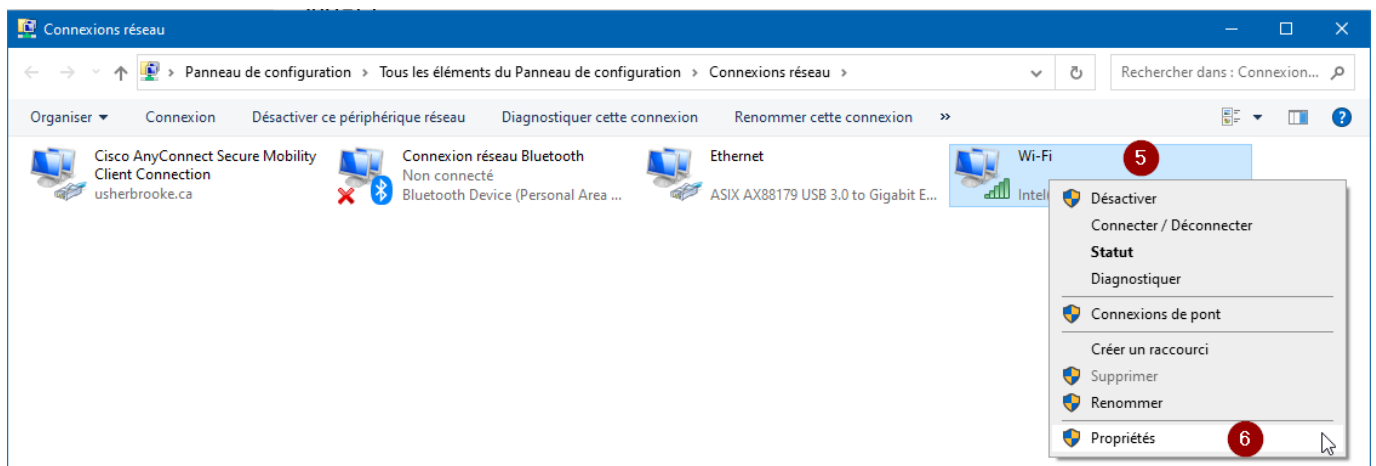 Connexions réseau
Panneau de configuration > Tous les éléments du Panneau de configuration > Connexions réseau >
Rechercher dans : Connexion...
Organiser
Connexion
Désactiver ce périphérique réseau
Diagnostiquer cette connexion
Renommer cette connexion
»
Cisco AnyConnect Secure Mobility
Client Connection
usherbrooke.ca
Connexion réseau Bluetooth
Non connecté
Bluetooth Device (Personal Area ...
Ethernet
ASIX AX88179 USB 3.0 to Gigabit E...
Wi-Fi
5
Désactiver
Connecter / Déconnecter
Statut
Diagnostiquer
Connexions de pont
Créer un raccourci
Supprimer
Renommer
Propriétés
6